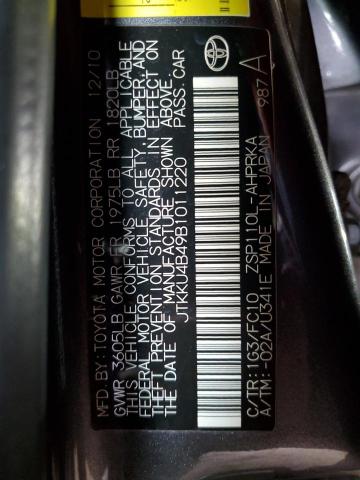 MFD. BY: TOYOTA MOTOR CORPORATION 12/10
GVWR 3605LB GAWR FR 1975LB RR 1820LB
THIS VEHICLE CONFORMS TO ALL APPLICABLE
FEDERAL MOTOR VEHICLE SAFETY, BUMPER, AND
THEFT PREVENTION STANDARDS IN EFFECT ON
THE DATE OF MANUFACTURE SHOWN ABOVE.
JTKKU4B49B1011220 PASS. CAR
C/TR: 1G3/FC10 ZSP110L-AHPRKA
A/TM: -02A/U341E MADE IN JAPAN 987 A